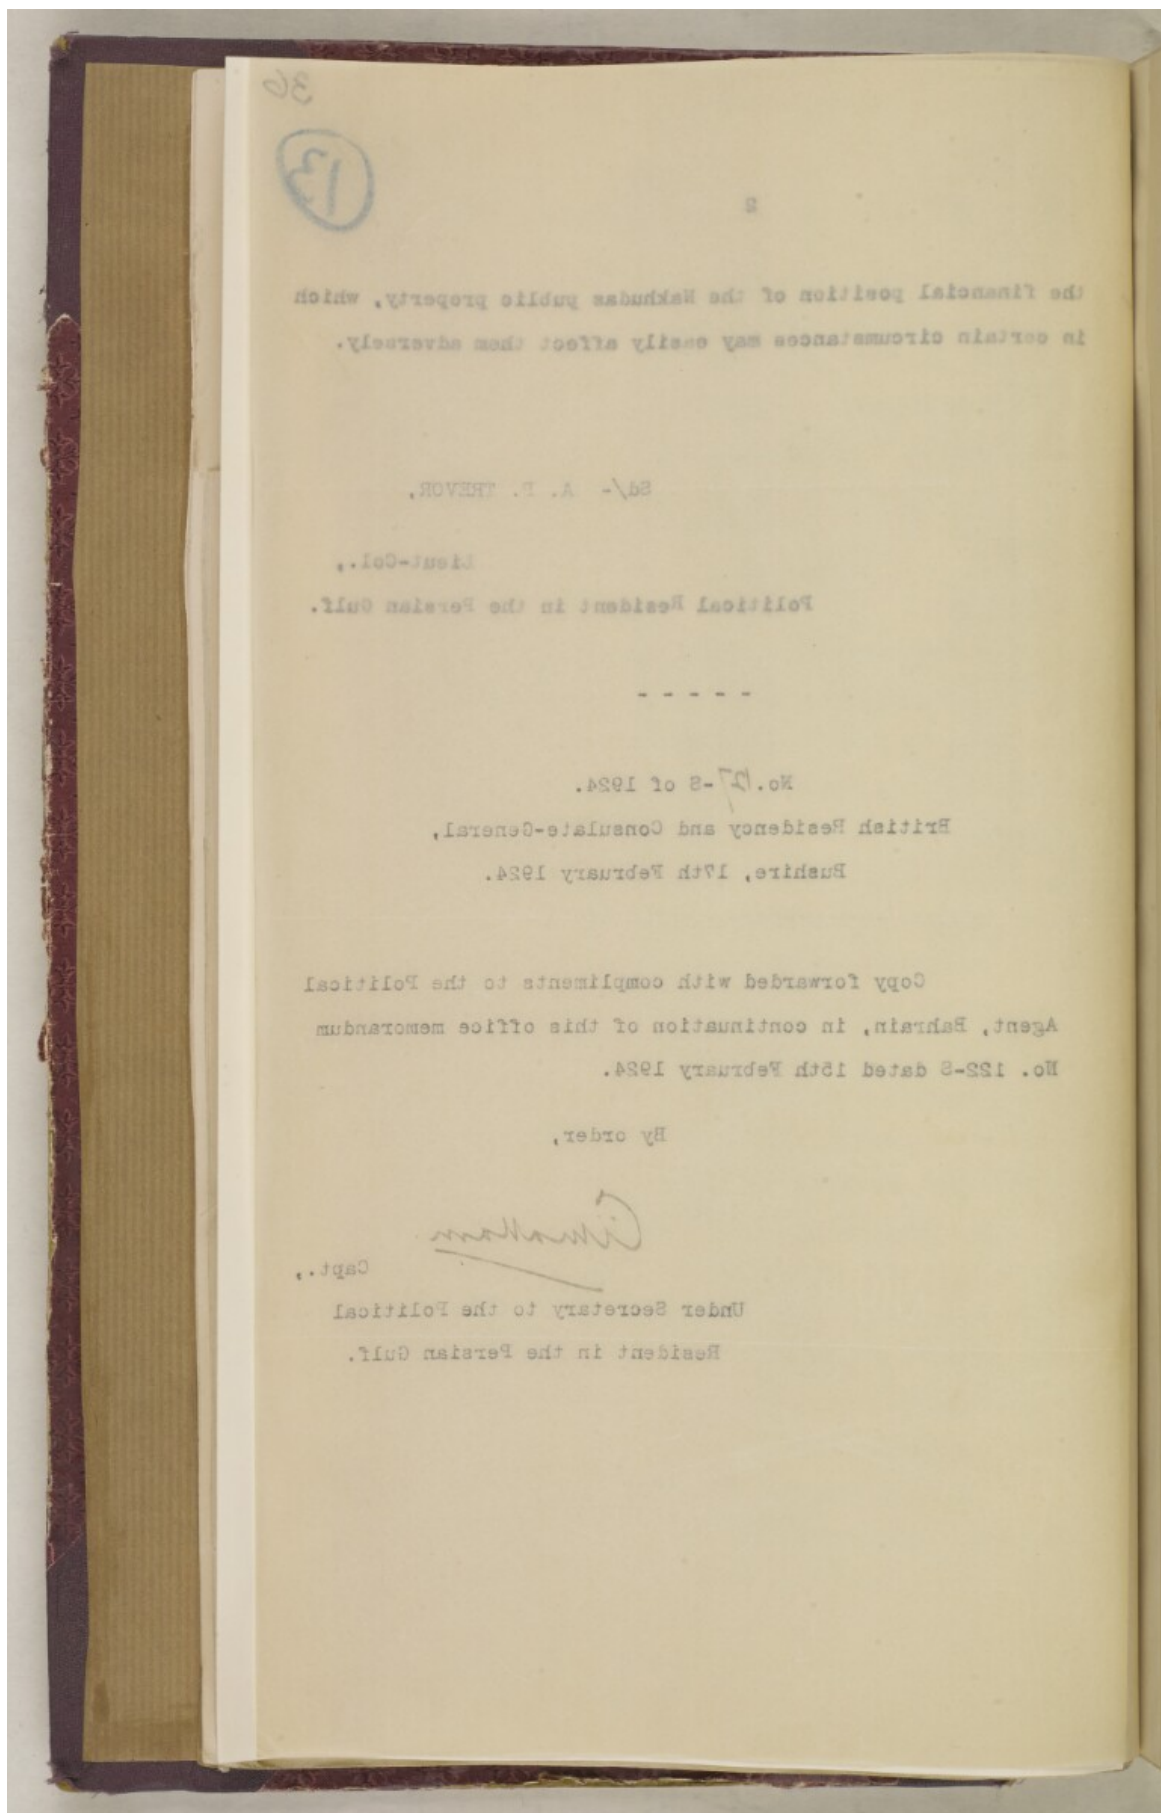 36
13
2
the financial position of the Nakhudas public property, which
in certain circumstances may easily affect them adversely.
Sd/- A. P. TREVOR,
Lieut-Col.,
Political Resident in the Persian Gulf.
- - - - -
No. 127-S of 1924.
British Residency and Consulate-General,
Bushire, 17th February 1924.
Copy forwarded with compliments to the Political
Agent, Bahrain, in continuation of this office memorandum
No. 122-S dated 15th February 1924.
By order,
Capt.,
Under Secretary to the Political
Resident in the Persian Gulf.